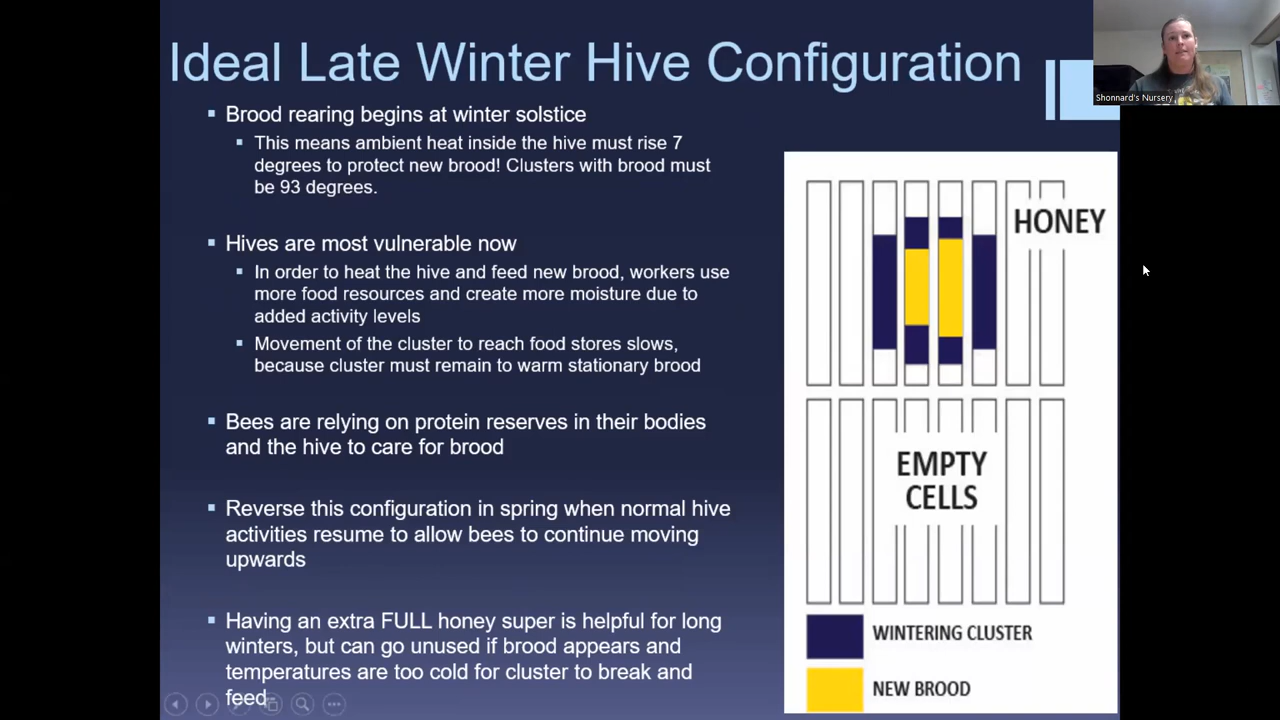 Ideal Late Winter Hive Configuration
Shonnard's Nursery
Brood rearing begins at winter solstice
This means ambient heat inside the hive must rise 7
degrees to protect new brood! Clusters with brood must
be 93 degrees.
Hives are most vulnerable now
In order to heat the hive and feed new brood, workers use
more food resources and create more moisture due to
added activity levels
Movement of the cluster to reach food stores slows,
because cluster must remain to warm stationary brood
Bees are relying on protein reserves in their bodies
and the hive to care for brood
Reverse this configuration in spring when normal hive
activities resume to allow bees to continue moving
upwards
Having an extra FULL honey super is helpful for long
winters, but can go unused if brood appears and
temperatures are too cold for cluster to break and
feed
HONEY
EMPTY
CELLS
WINTERING CLUSTER
NEW BROOD